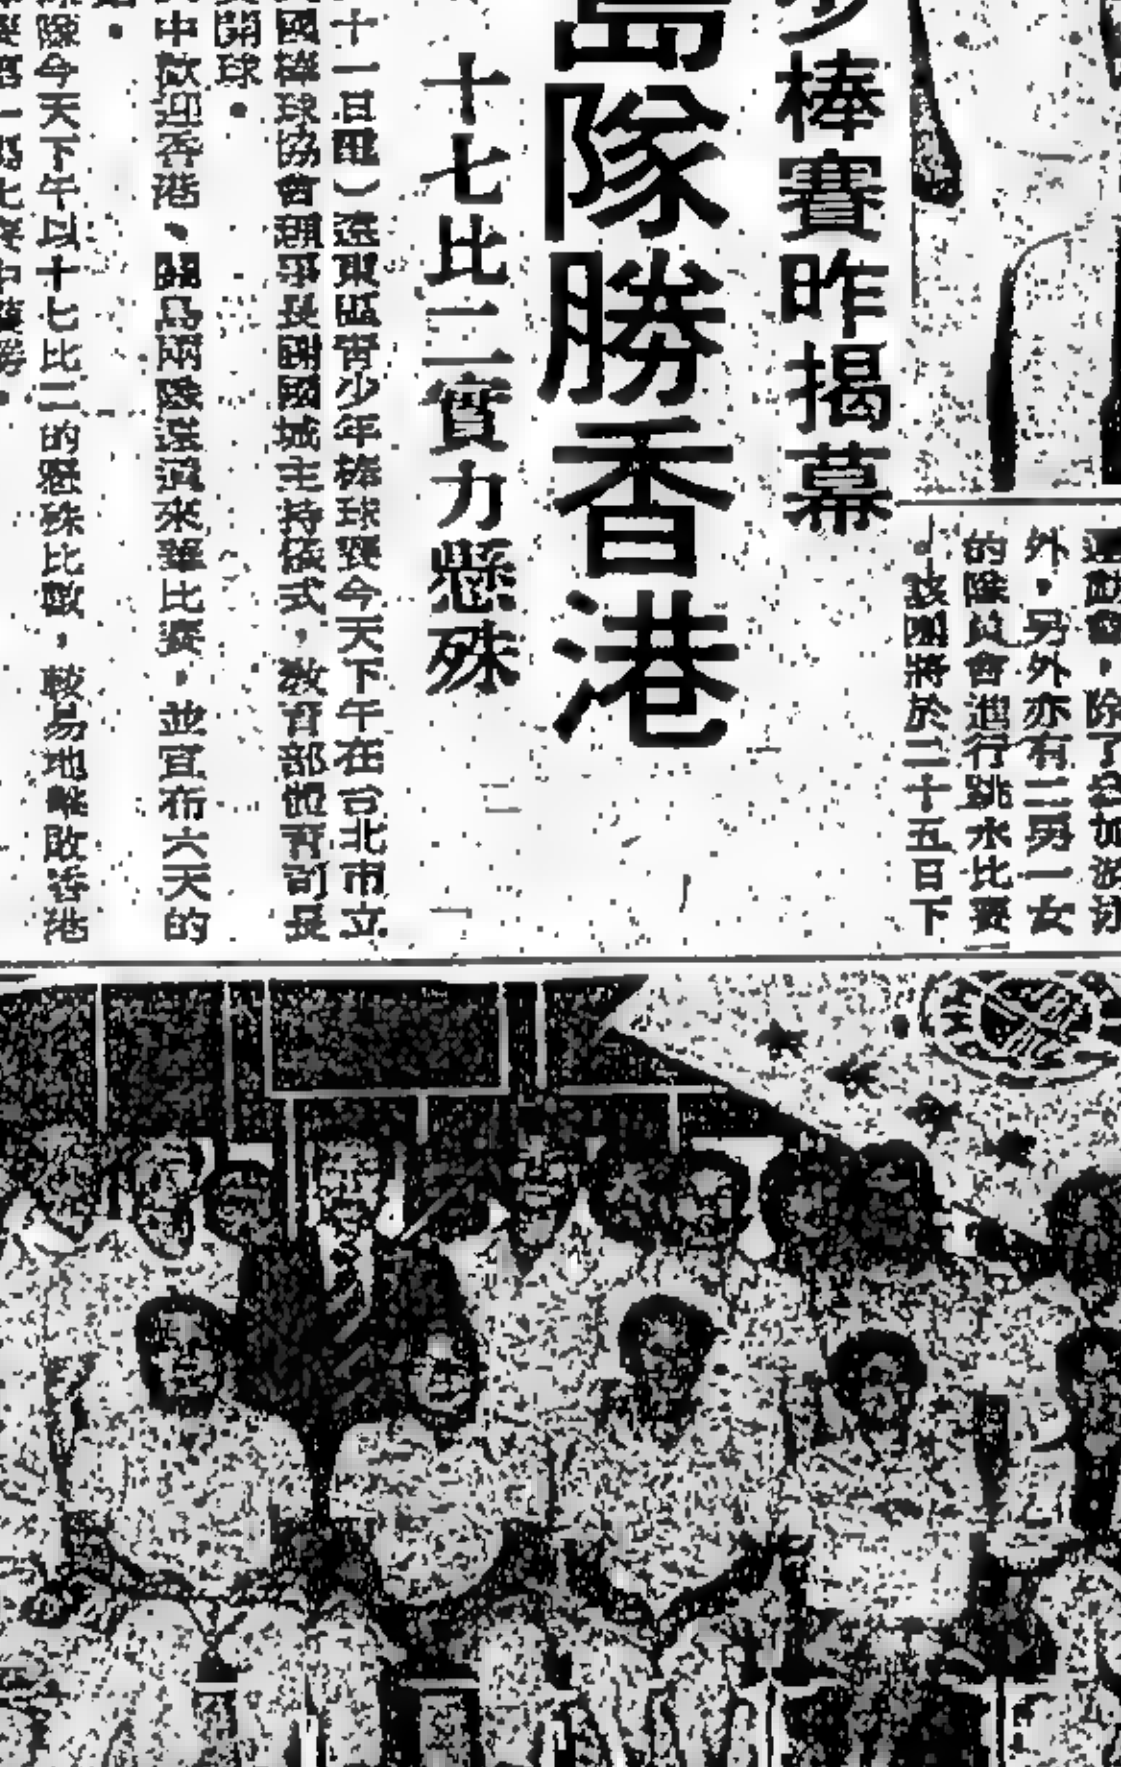 運動會,除了參加游泳
外,另外亦有二男一女
的隊員會進行跳水比賽
,該團將於二十五日下
少棒賽昨揭幕
島隊勝香港
十七比二實力懸殊
十一日電)遠東區青少年棒球賽今天下午在台北市立
國棒球協會理事長謝國城主持儀式,教育部體育司長
開球。
中歡迎香港、關島兩隊遠道來華比賽,並宣布六天的
隊今天下午以十七比二的懸殊比數,較易地擊敗香港